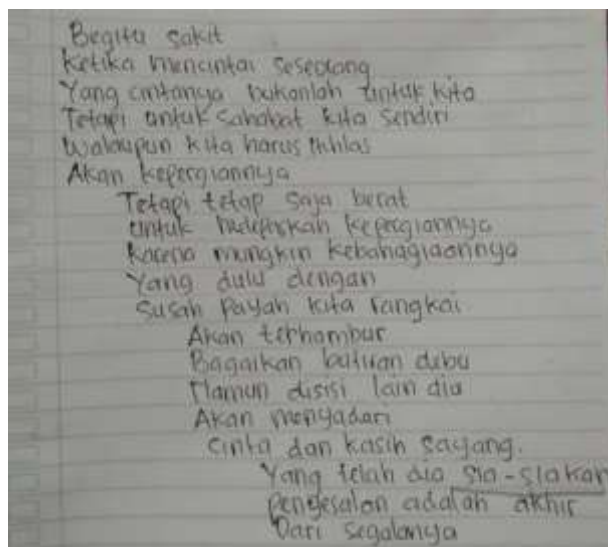 Begitu sakit
Ketika mencintai seseorang
Yang cintanya bukanlah untuk kita
Tetapi untuk sahabat kita sendiri
Walaupun kita harus ikhlas
Akan kepergiannya
Tetapi tetap saja berat
untuk kepergiannya
Karena mungkin kebahagiaannya
Yang dulu dengan
Susah Payah kita rangkai
Akan terhambur
Bagaikan butuan debu
Namun disisi lain dia
Akan menyadari
Cinta dan kasih sayang.
Yang telah dia sia-siakan
Pengesalan adalah akhir
Dari segalanya